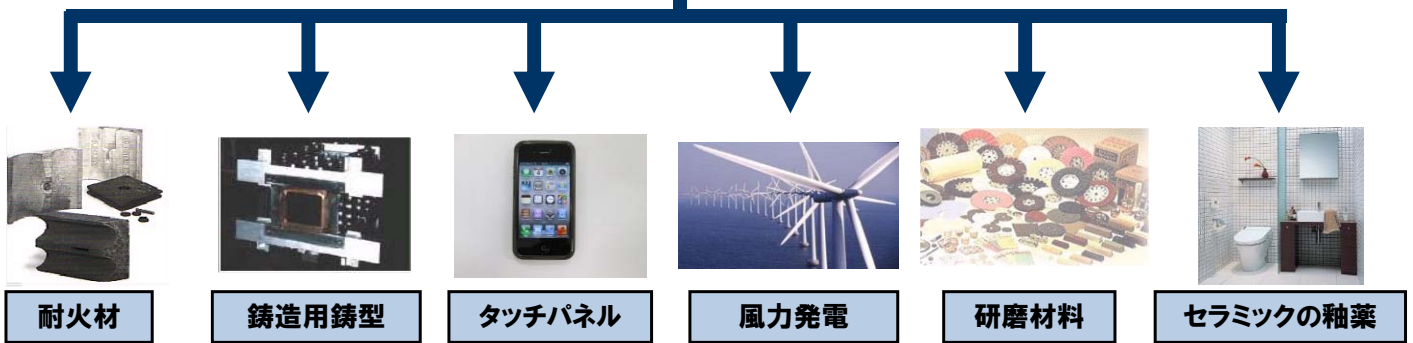 耐火材
鋳造用鋳型
タッチパネル
風力発電
研磨材料
セラミックの釉薬